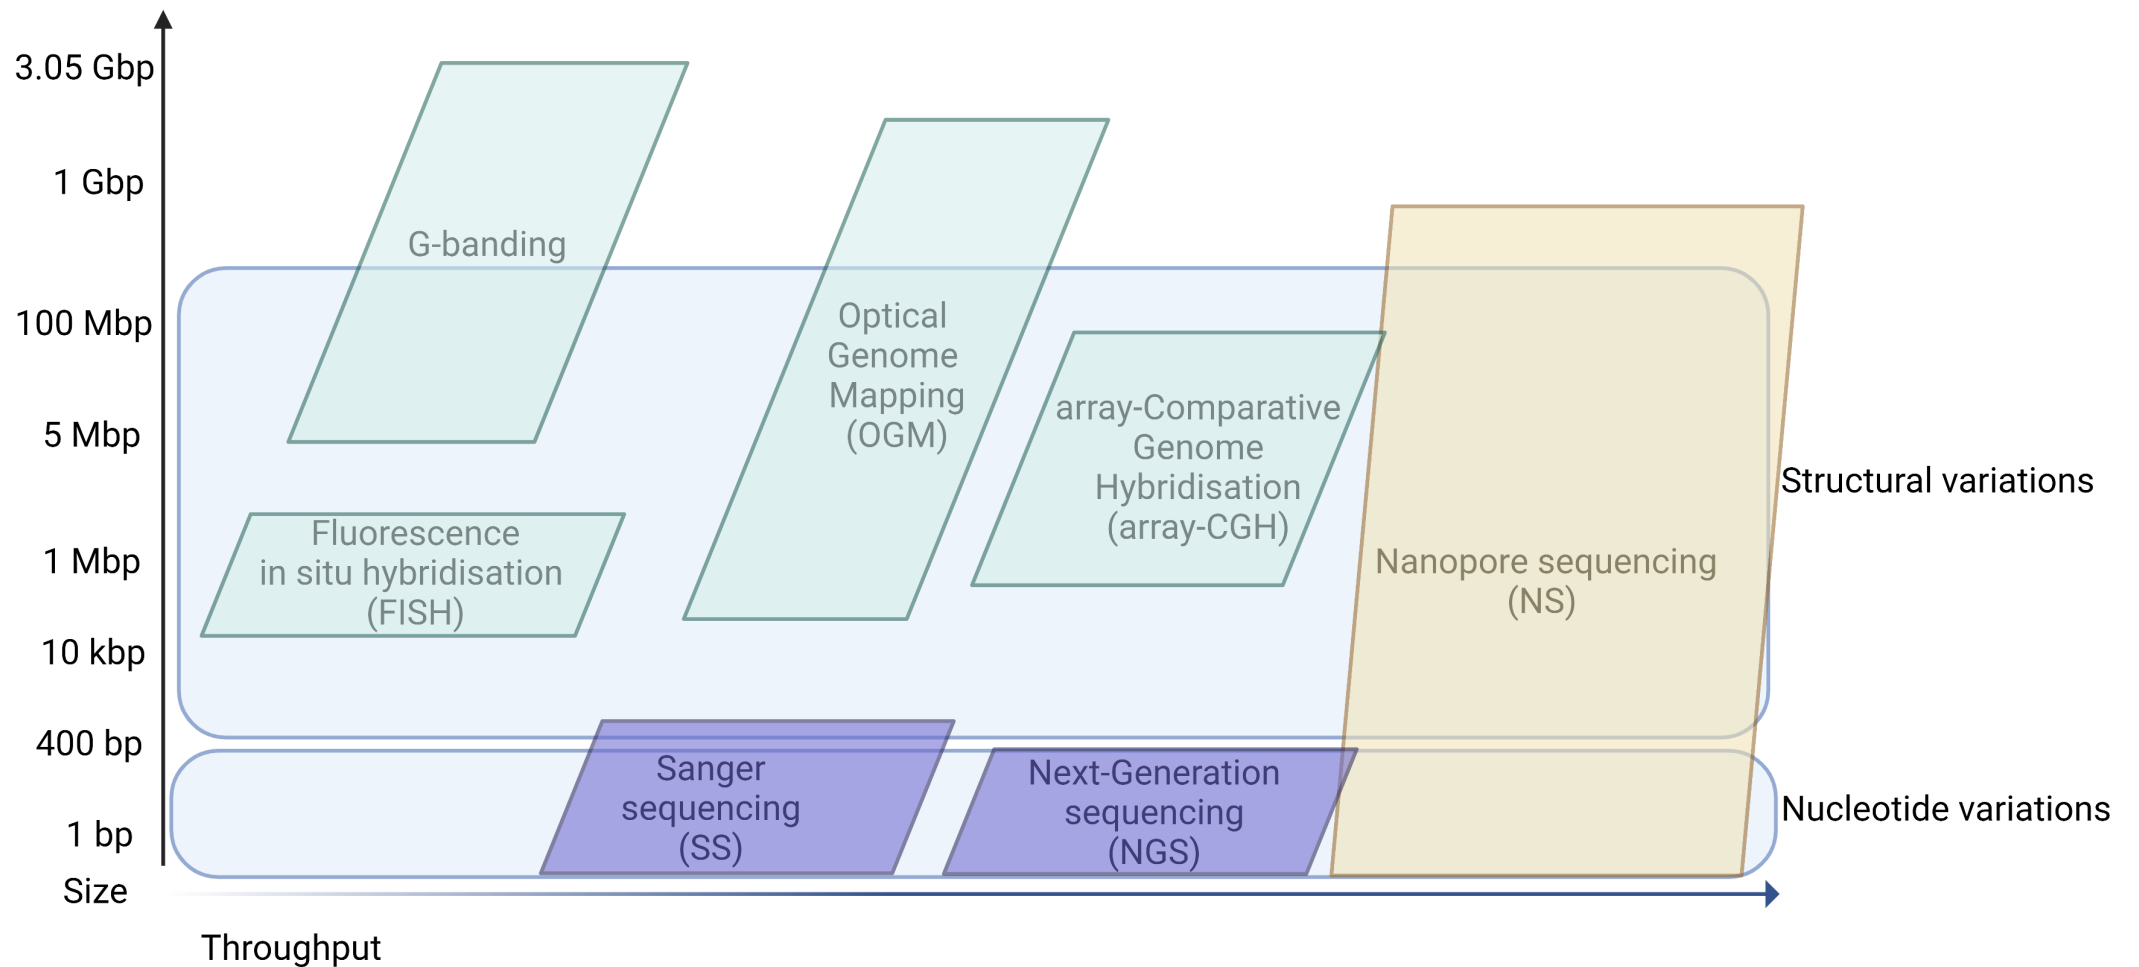 3.05 Gbp
1 Gbp
100 Mbp
5 Mbp
1 Mbp
10 kbp
400 bp
1 bp
Size
Throughput
G-banding
Fluorescence
in situ hybridisation
(FISH)
Optical
Genome
Mapping
(OGM)
array-Comparative
Genome
Hybridisation
(array-CGH)
Nanopore sequencing
(NS)
Sanger
sequencing
(SS)
Next-Generation
sequencing
(NGS)
Structural variations
Nucleotide variations